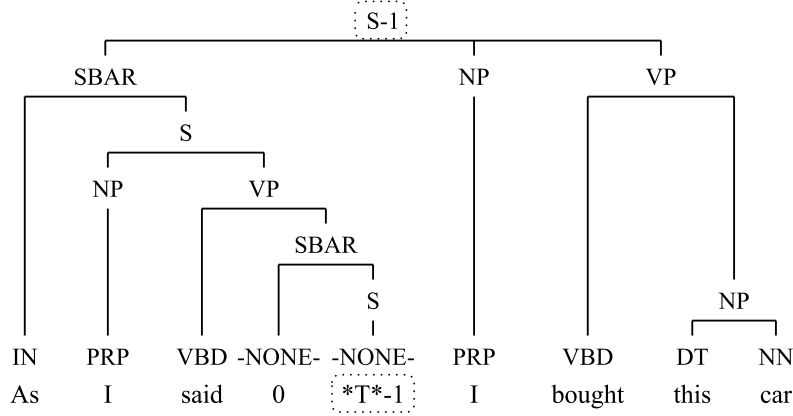 S-1
SBAR NP VP
S
NP VP
SBAR
S NP
IN PRP VBD -NONE- -NONE- PRP VBD DT NN
As I said 0 *T*-1 I bought this car